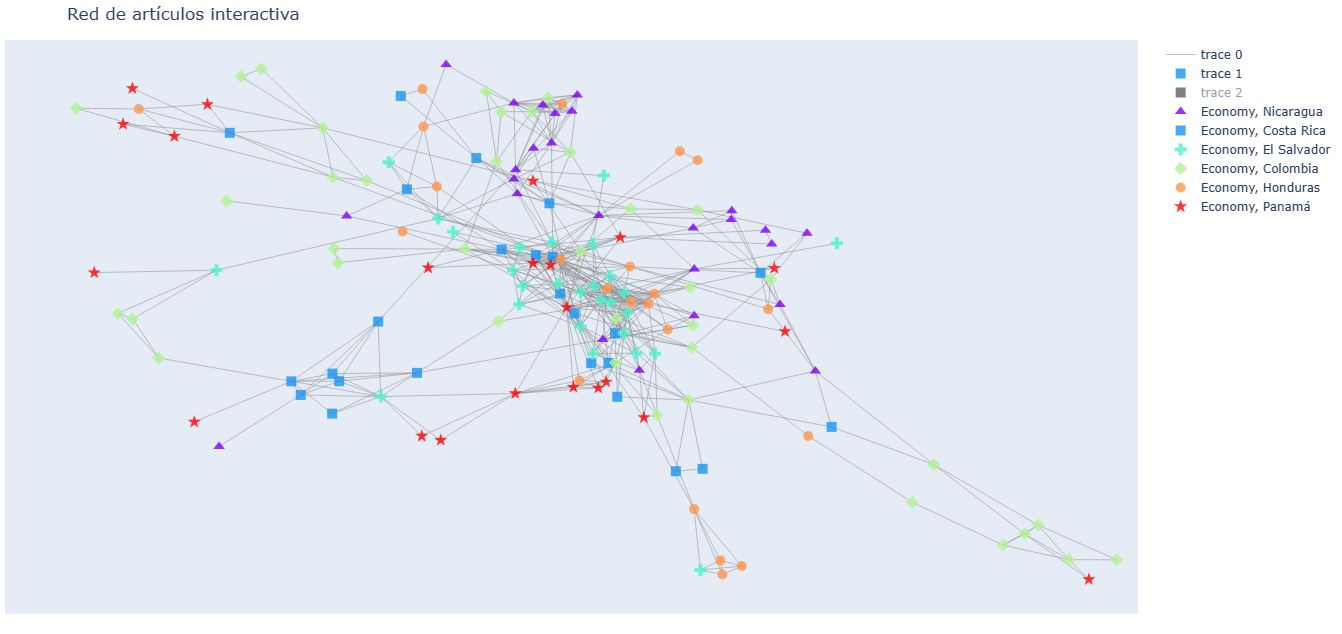 Red de artículos interactiva
trace 0
trace 1
trace 2
Economy, Nicaragua
Economy, Costa Rica
Economy, El Salvador
Economy, Colombia
Economy, Honduras
Economy, Panamá